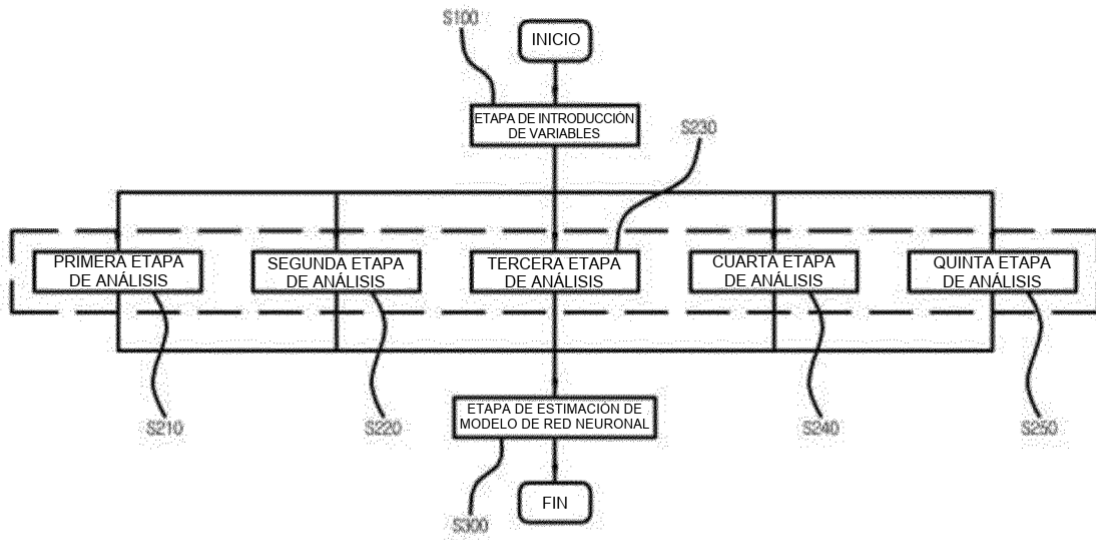 S100
INICIO
ETAPA DE INTRODUCCIÓN
DE VARIABLES
S230
PRIMERA ETAPA
DE ANÁLISIS
SEGUNDA ETAPA
DE ANÁLISIS
TERCERA ETAPA
DE ANÁLISIS
CUARTA ETAPA
DE ANÁLISIS
QUINTA ETAPA
DE ANÁLISIS
S210
S220
ETAPA DE ESTIMACIÓN DE
MODELO DE RED NEURONAL
S240
S250
FIN
S300